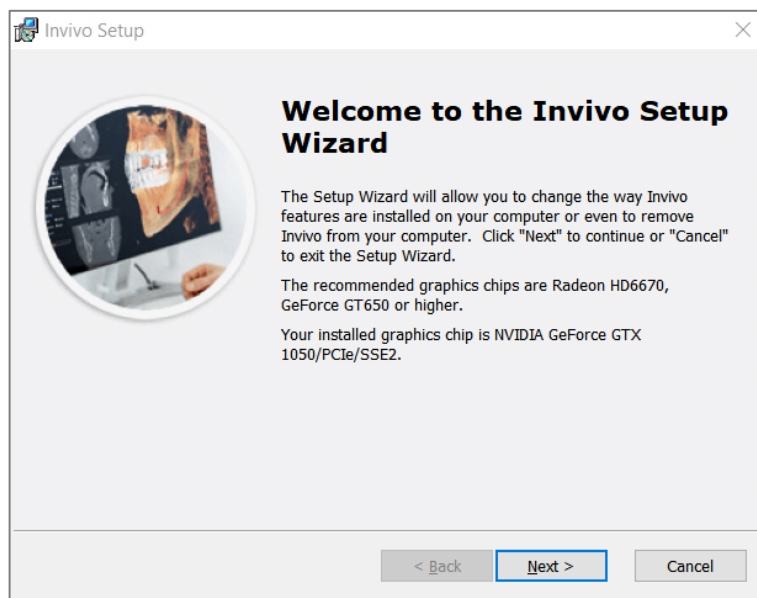 Invivo Setup
Welcome to the Invivo Setup
Wizard
The Setup Wizard will allow you to change the way Invivo
features are installed on your computer or even to remove
Invivo from your computer.  Click "Next" to continue or "Cancel"
to exit the Setup Wizard.
The recommended graphics chips are Radeon HD6670,
GeForce GT650 or higher.
Your installed graphics chip is NVIDIA GeForce GTX
1050/PCIe/SSE2.
< Back
Next >
Cancel